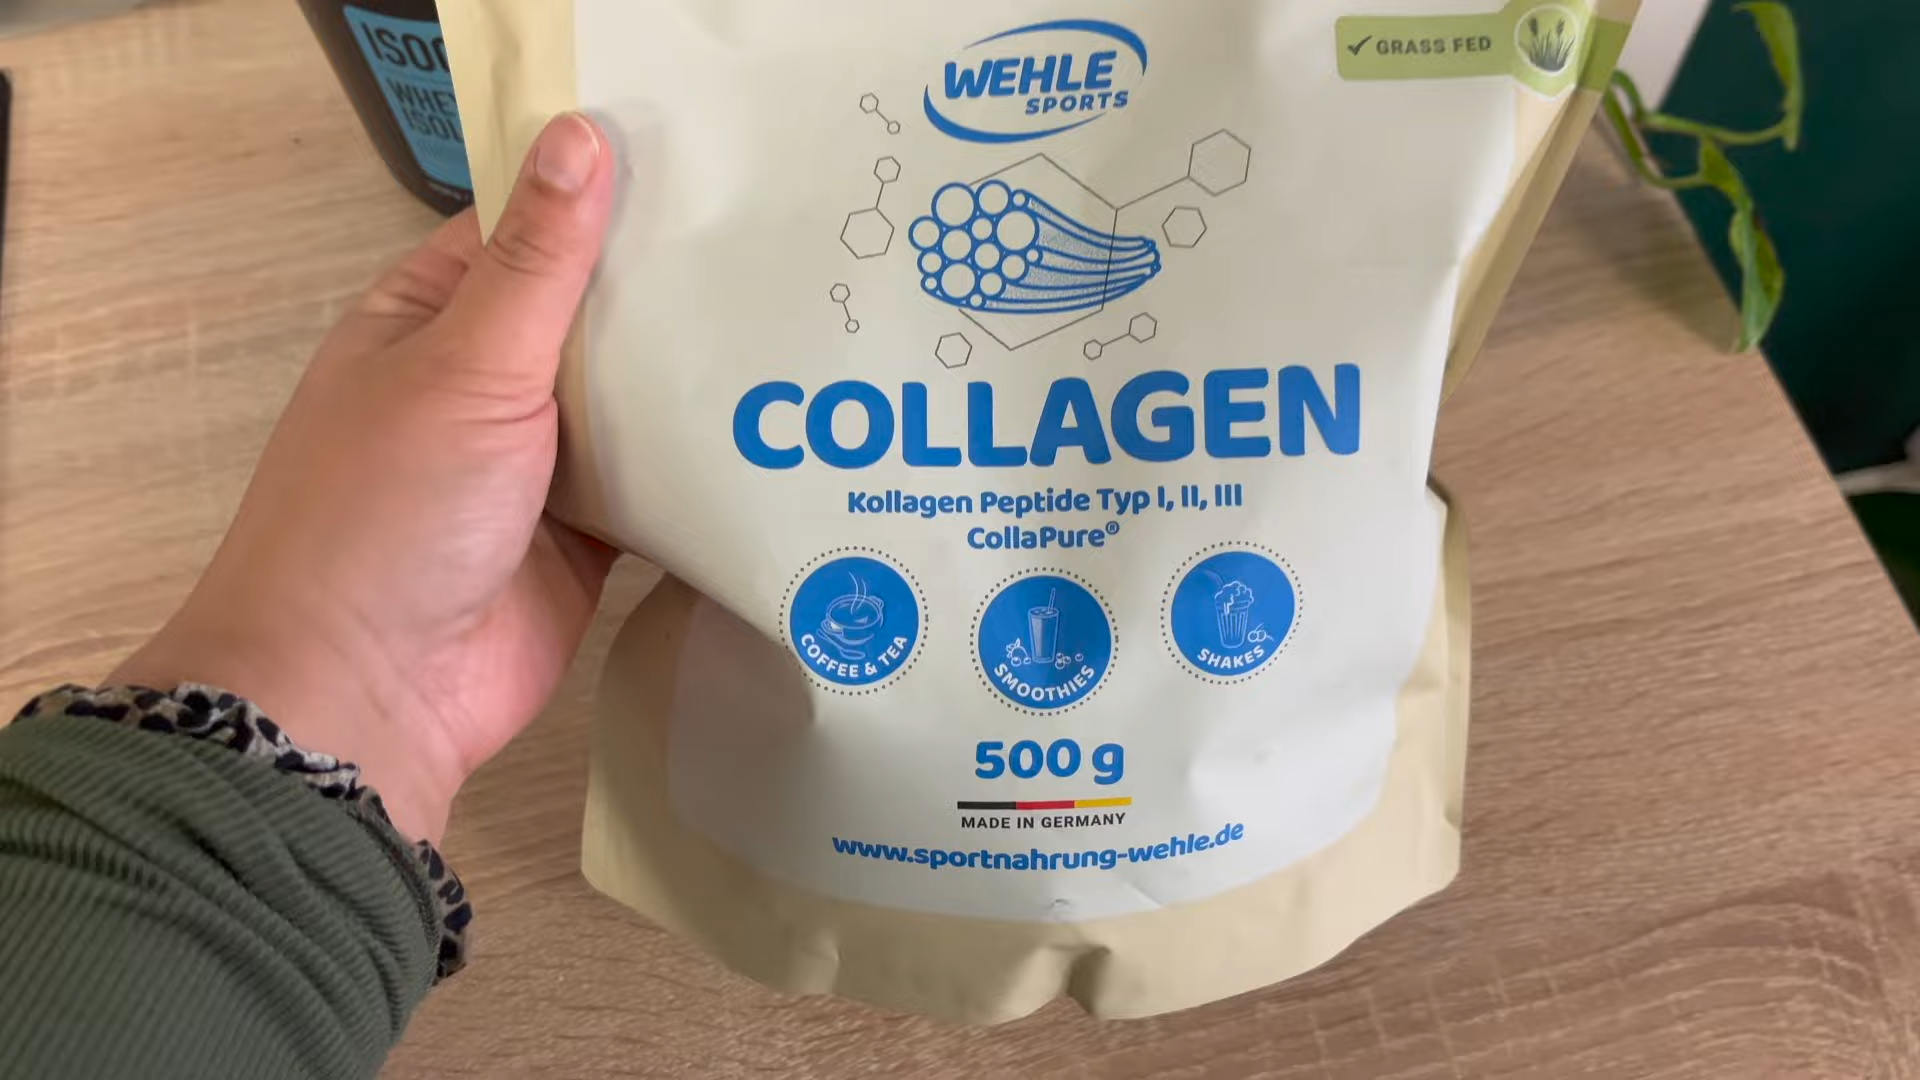 WEHLE
SPORTS
✓ GRASS FED
COLLAGEN
Kollagen Peptide Typ I, II, III
CollaPure®
COFFEE & TEA
SMOOTHIES
SHAKES
500 g
MADE IN GERMANY
www.sportnahrung-wehle.de